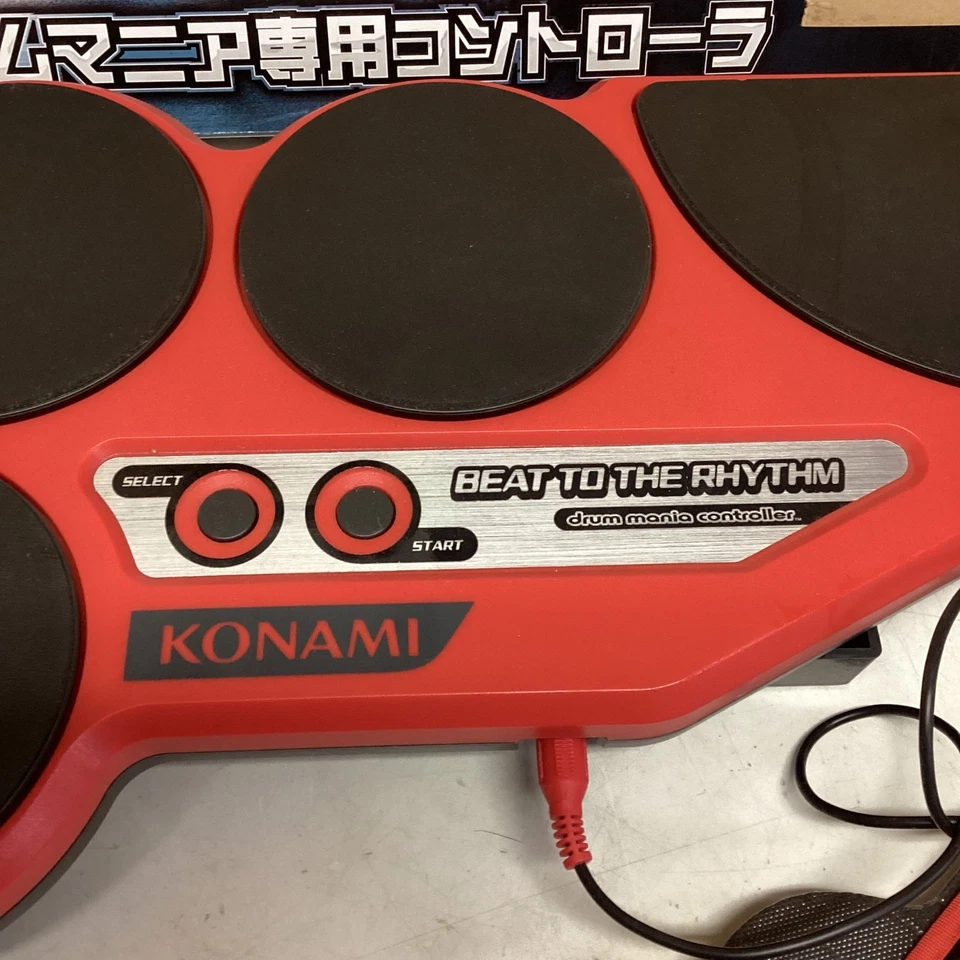 ムマニア専用コントローラ
SELECT
START
BEAT TO THE RHYTHM
drum mania controller™
KONAMI